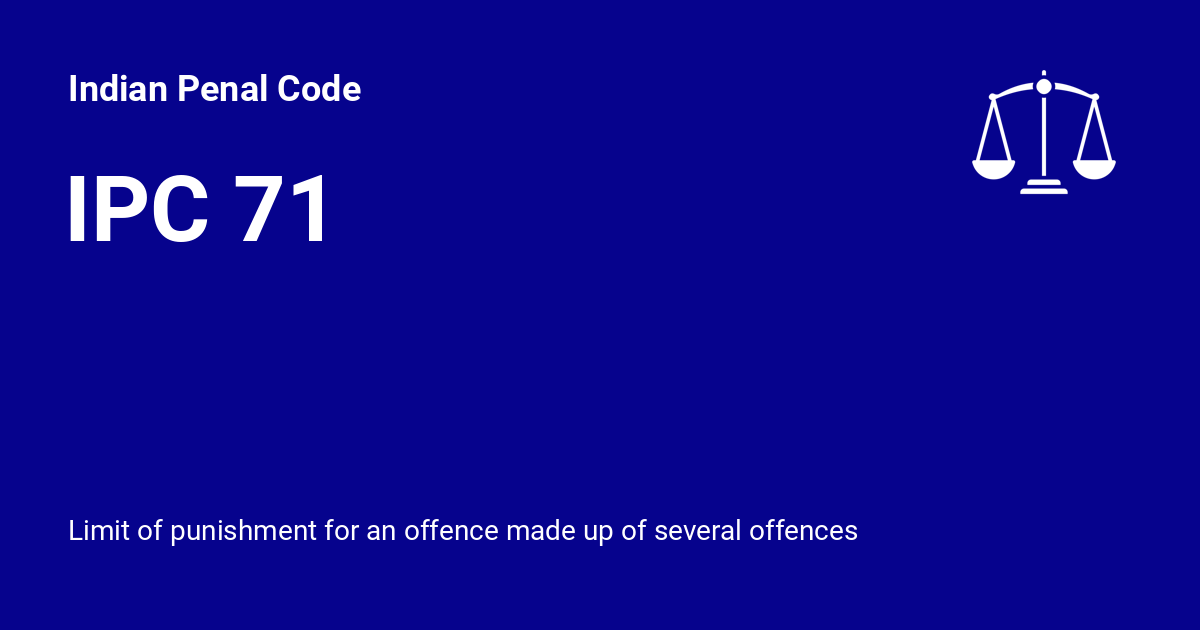 Indian Penal Code
IPC 71
Limit of punishment for an offence made up of several offences